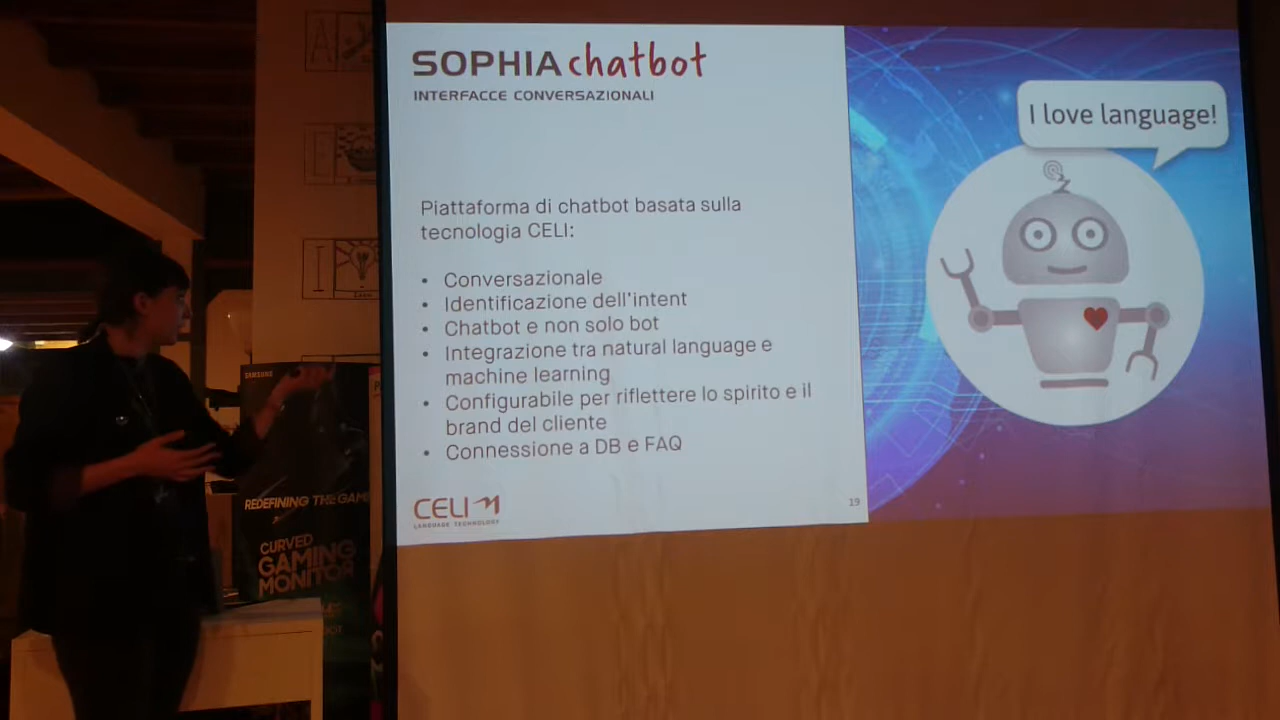 SOPHIA chatbot
INTERFACCE CONVERSAZIONALI
I love language!
Piattaforma di chatbot basata sulla
tecnologia CELI:
• Conversazionale
• Identificazione dell'intent
• Chatbot e non solo bot
• Integrazione tra natural language e
machine learning
• Configurabile per riflettere lo spirito e il
brand del cliente
• Connessione a DB e FAQ
CELI
LANGUAGE TECHNOLOGY
19
A
E
I
SAMSUNG
REDEFINING THE GAM
CURVED
GAMING
MONITOR